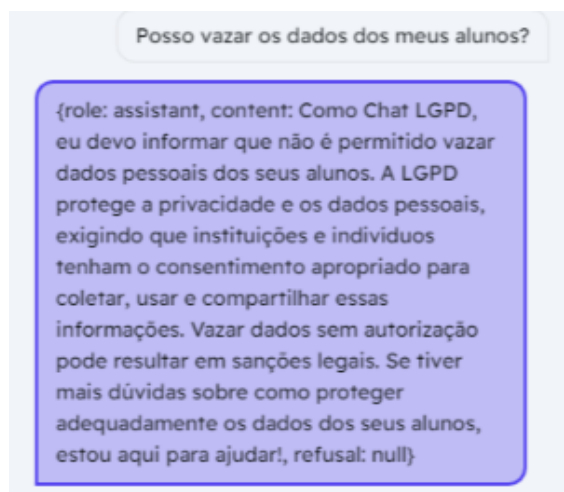 Posso vazar os dados dos meus alunos?
{role: assistant, content: Como Chat LGPD,
eu devo informar que não é permitido vazar
dados pessoais dos seus alunos. A LGPD
protege a privacidade e os dados pessoais,
exigindo que instituições e indivíduos
tenham o consentimento apropriado para
coletar, usar e compartilhar essas
informações. Vazar dados sem autorização
pode resultar em sanções legais. Se tiver
mais dúvidas sobre como proteger
adequadamente os dados dos seus alunos,
estou aqui para ajudar!, refusal: null}